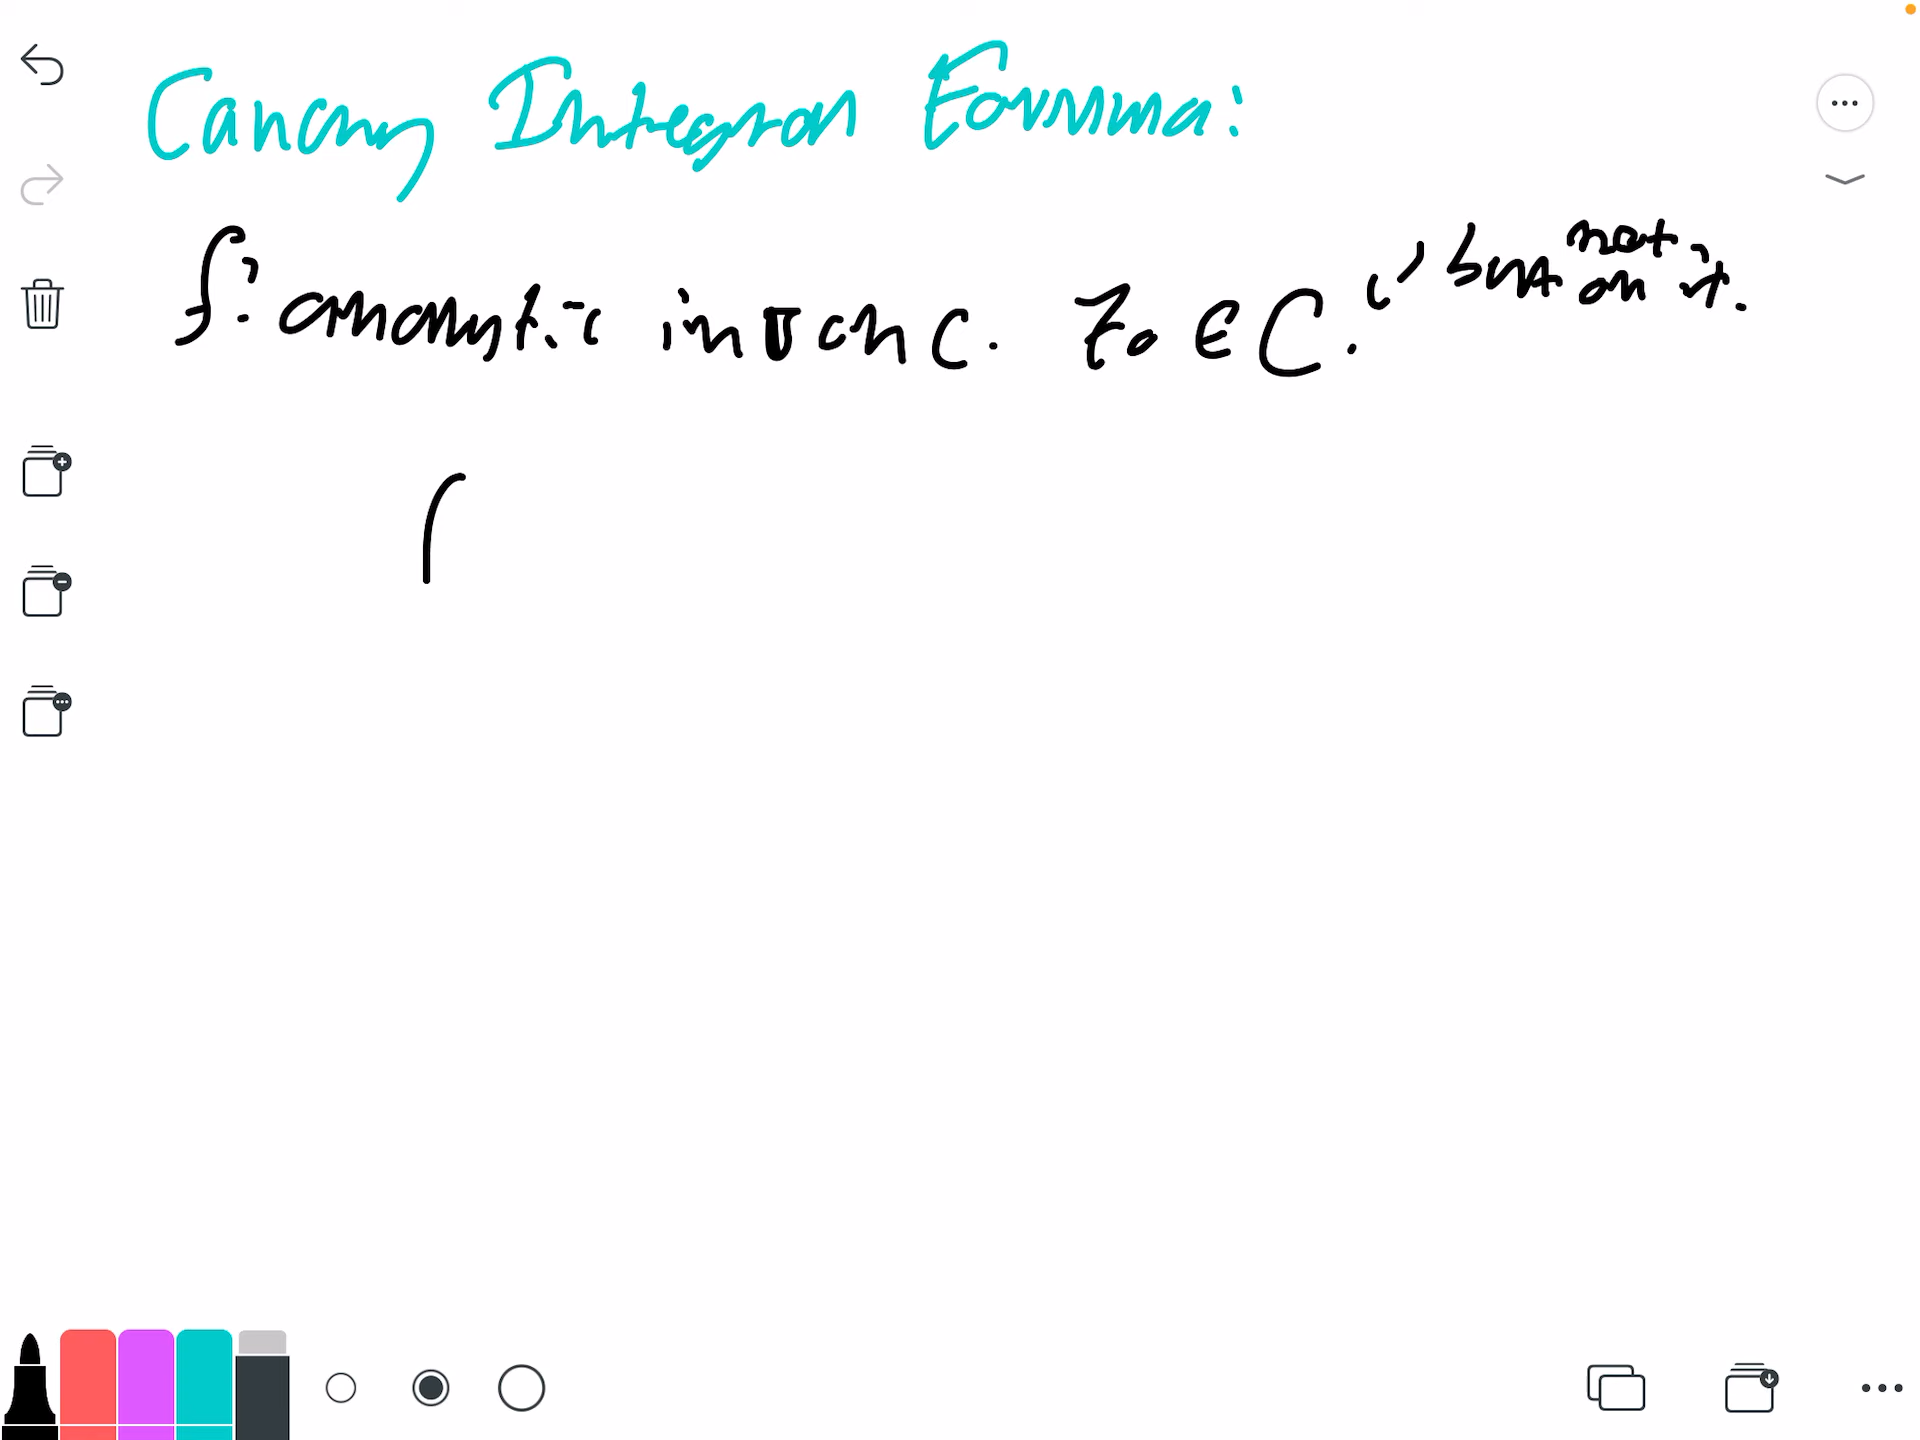 Cauchy Integral Formula:
f: analytic in & on C. z₀ ∈ C. , but not on it.